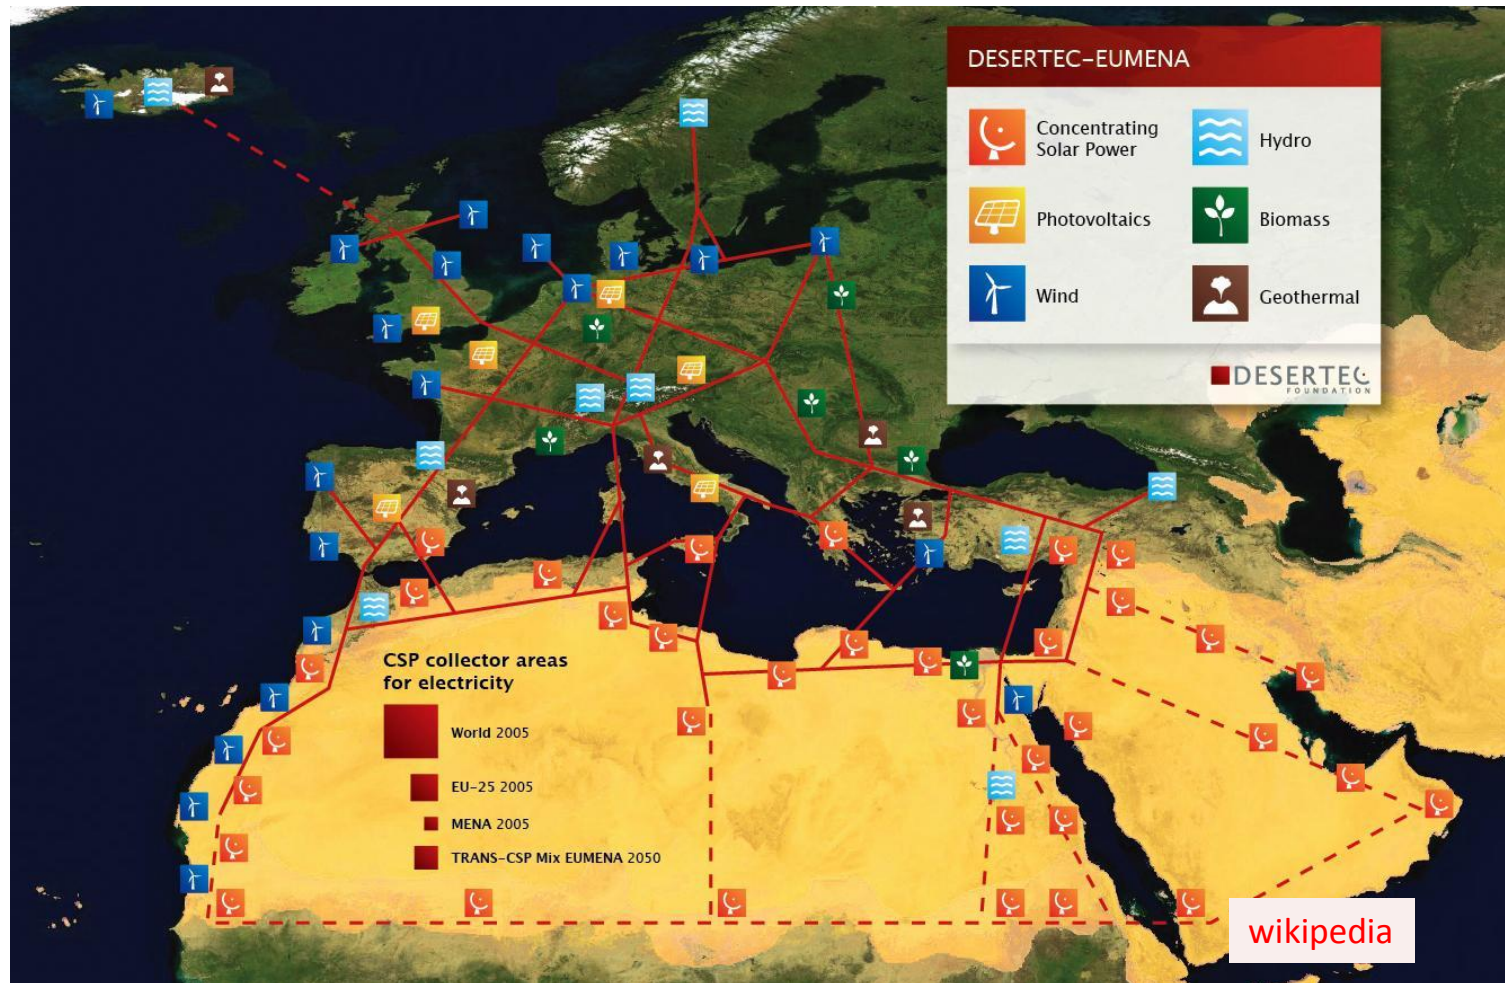 DESERTEC-EUMENA
Concentrating
Solar Power
Hydro
Photovoltaics
Biomass
Wind
Geothermal
DESERTEC
FOUNDATION
CSP collector areas
for electricity
World 2005
EU-25 2005
MENA 2005
TRANS-CSP Mix EUMENA 2050
wikipedia